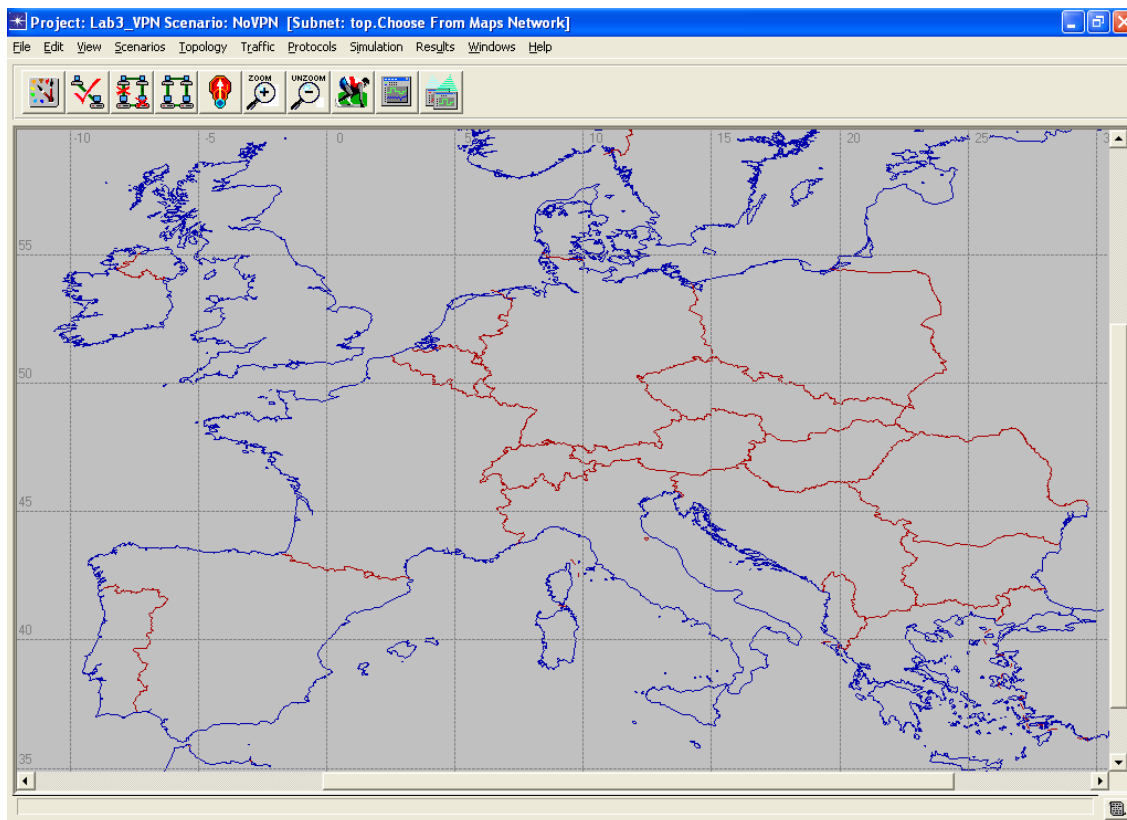 Project: Lab3_VPN Scenario: NoVPN [Subnet: top.Choose From Maps Network]
File Edit View Scenarios Topology Traffic Protocols Simulation Results Windows Help
ZOOM UNZOOM
-10 -5 0 5 10 15 20 25
55
50
45
40
35